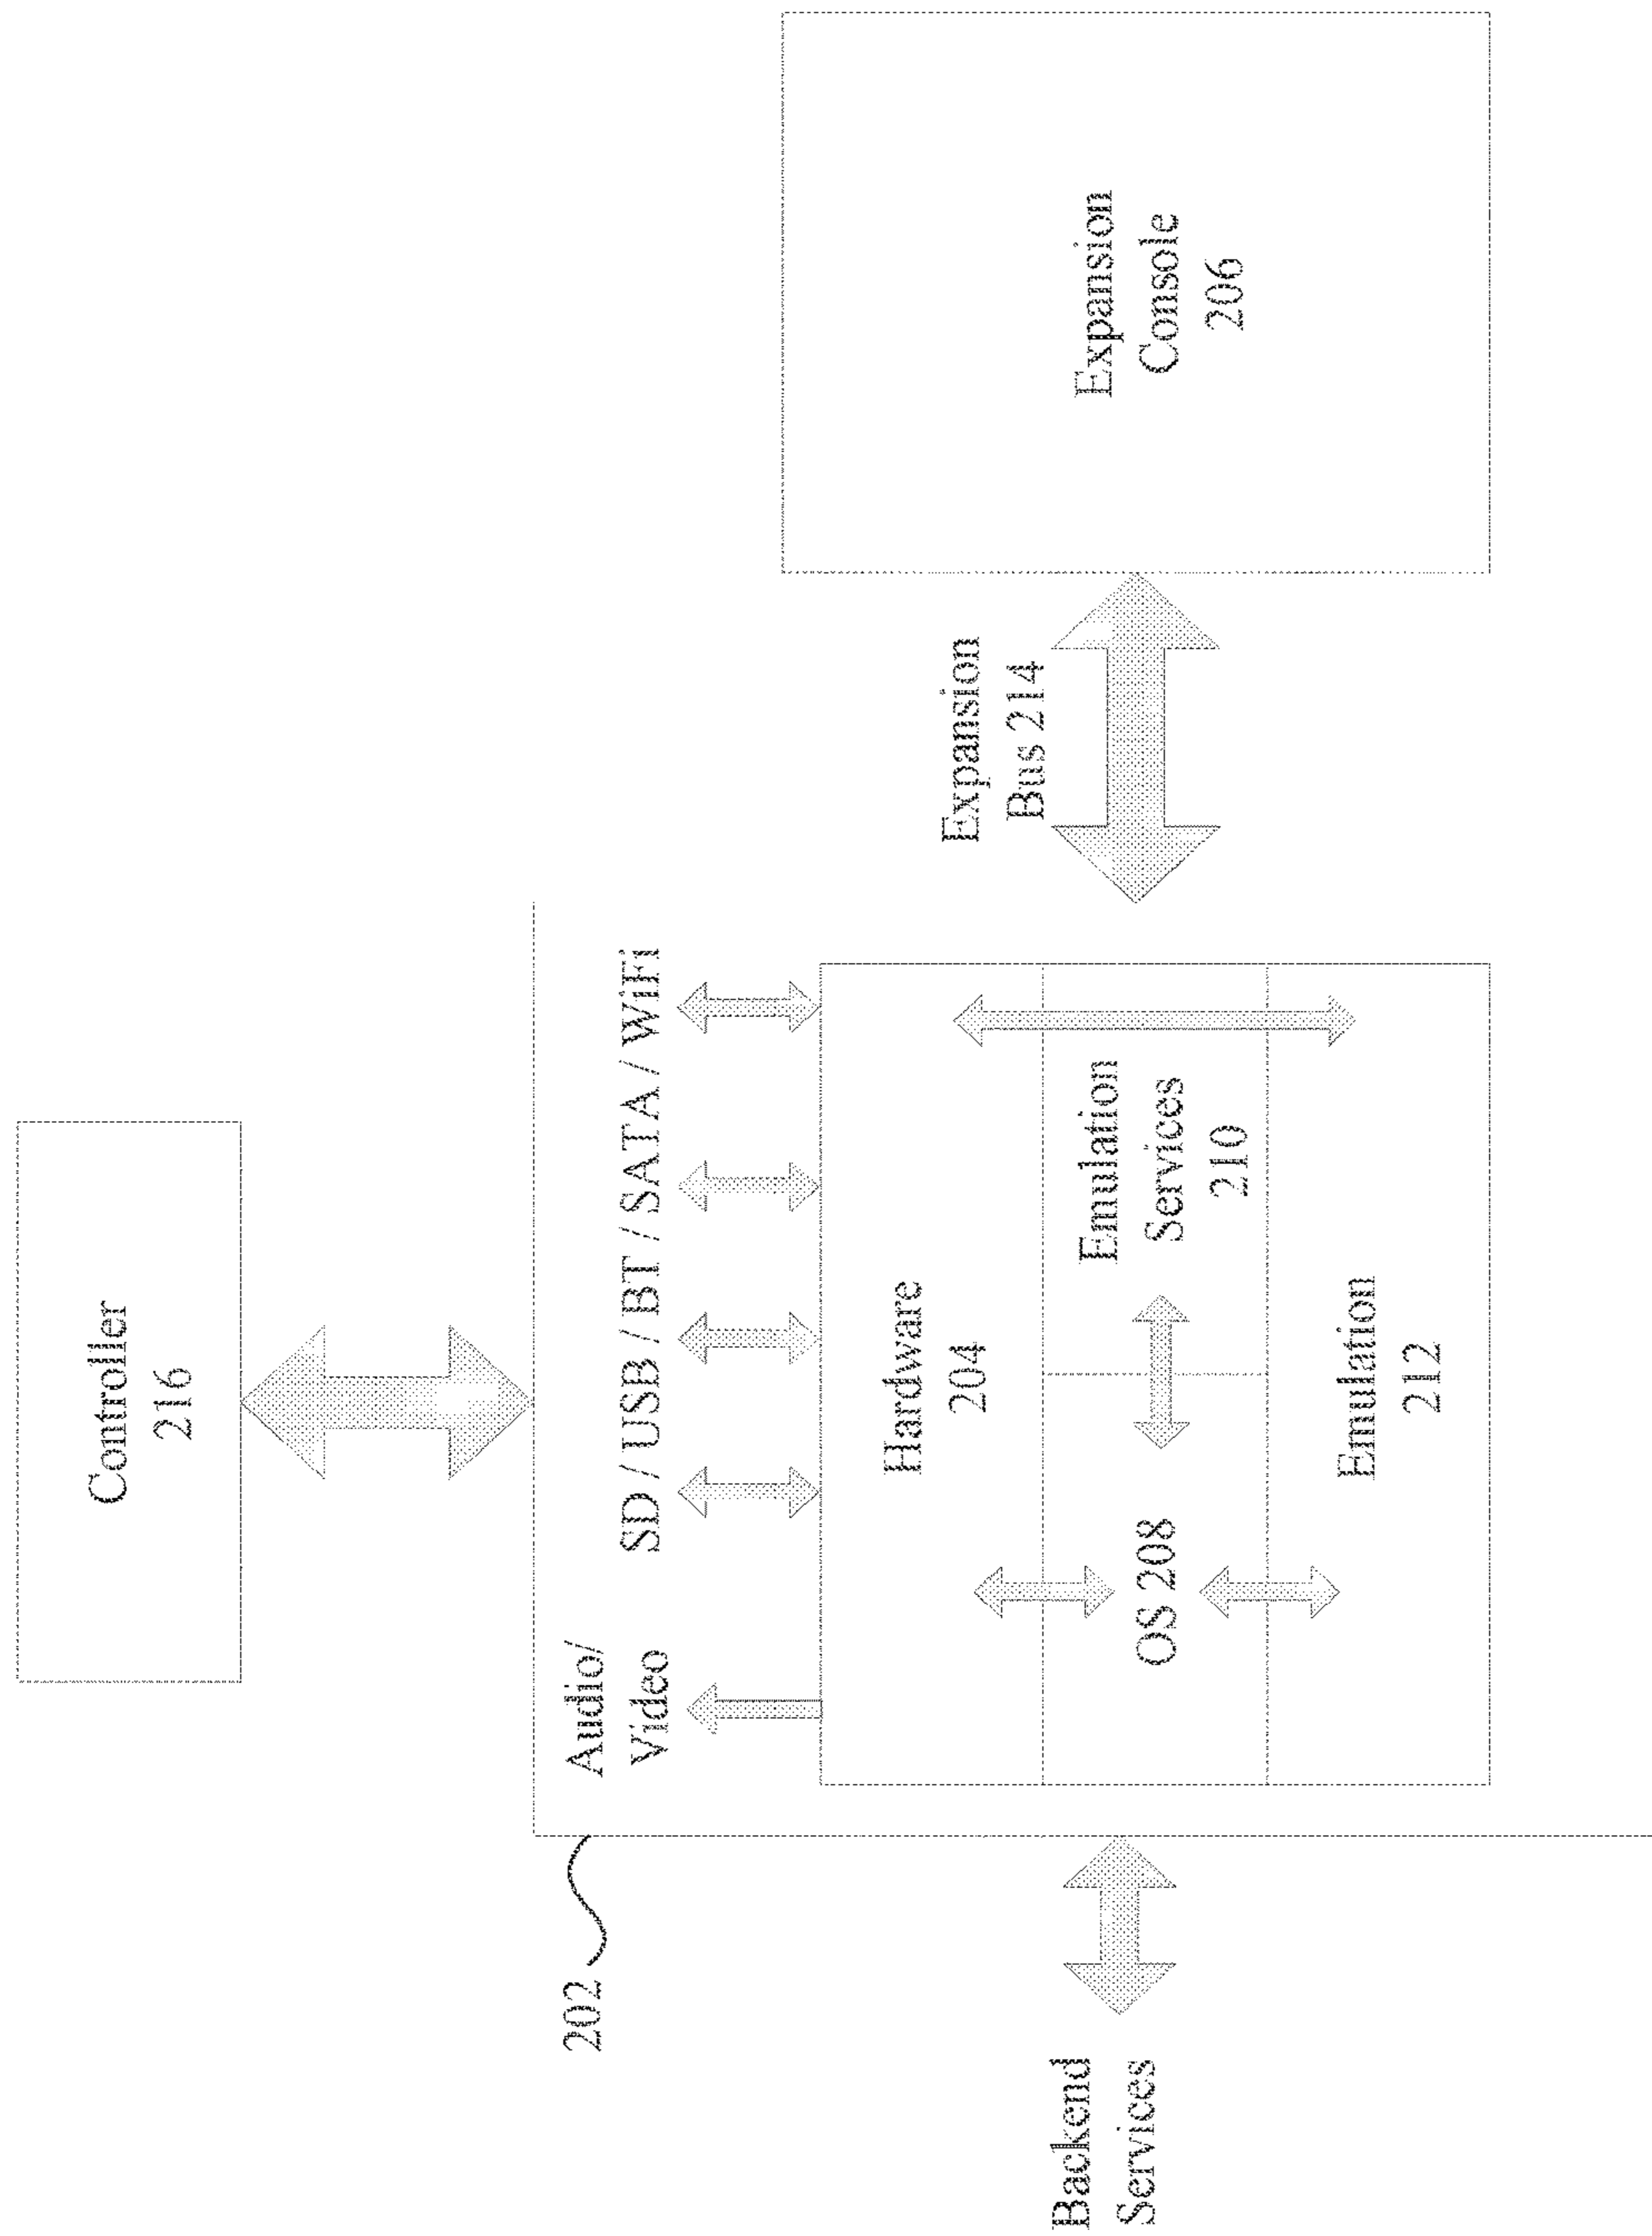 Controller
216
202
Audio/
Video
SD / USB / BT / SATA / WiFi
Hardware
204
OS 208
Emulation
Services
210
Emulation
212
Backend
Services
Expansion
Bus 214
Expansion
Console
206